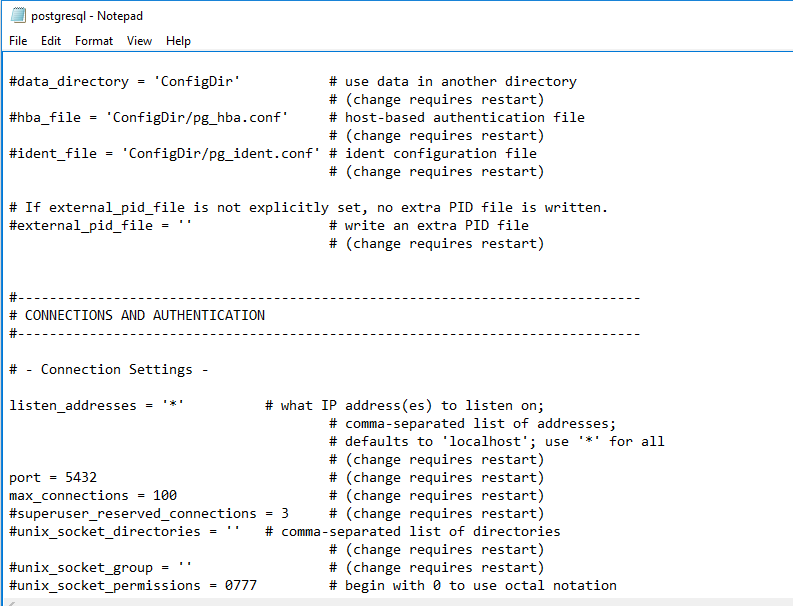 postgresql - Notepad
File Edit Format View Help
#data_directory = 'ConfigDir' # use data in another directory
# (change requires restart)
#hba_file = 'ConfigDir/pg_hba.conf' # host-based authentication file
# (change requires restart)
#ident_file = 'ConfigDir/pg_ident.conf' # ident configuration file
# (change requires restart)
# If external_pid_file is not explicitly set, no extra PID file is written.
#external_pid_file = '' # write an extra PID file
# (change requires restart)
#------------------------------------------------------------------------------
# CONNECTIONS AND AUTHENTICATION
#------------------------------------------------------------------------------
# - Connection Settings -
listen_addresses = '*' # what IP address(es) to listen on;
# comma-separated list of addresses;
# defaults to 'localhost'; use '*' for all
# (change requires restart)
port = 5432 # (change requires restart)
max_connections = 100 # (change requires restart)
#superuser_reserved_connections = 3 # (change requires restart)
#unix_socket_directories = '' # comma-separated list of directories
# (change requires restart)
#unix_socket_group = '' # (change requires restart)
#unix_socket_permissions = 0777 # begin with 0 to use octal notation